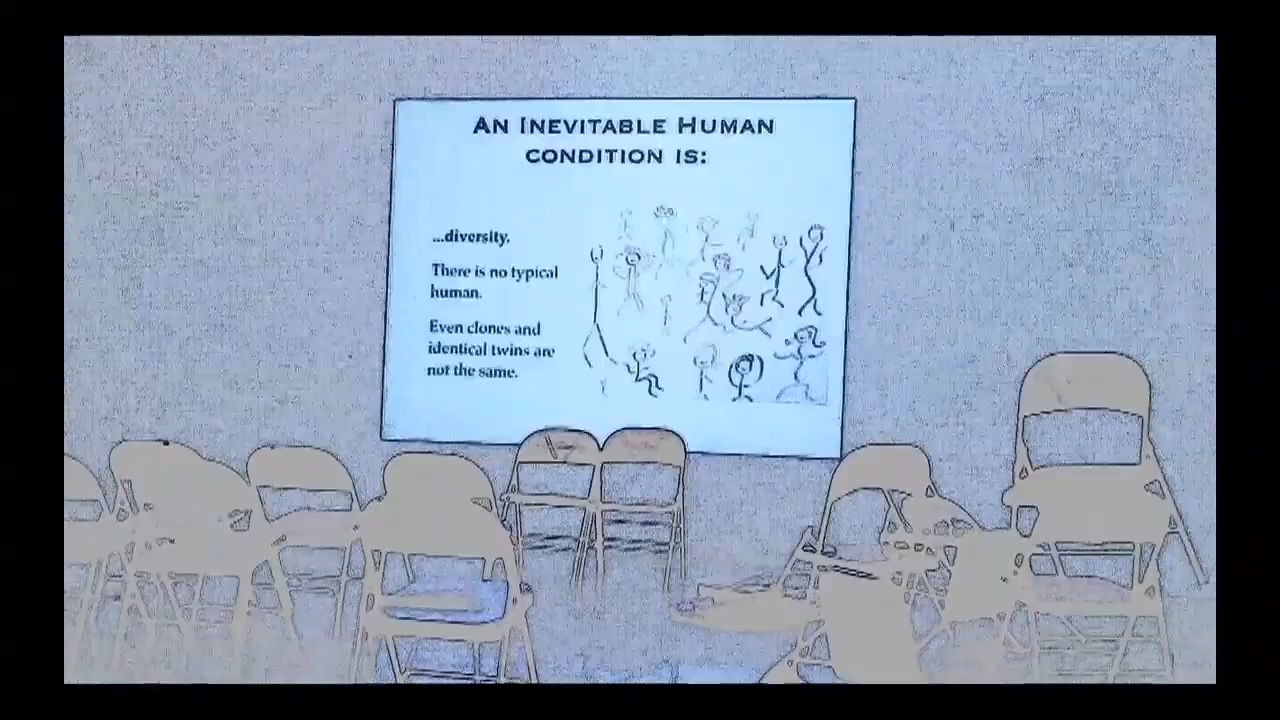 AN INEVITABLE HUMAN
CONDITION IS:
...diversity.
There is no typical
human.
Even clones and
identical twins are
not the same.